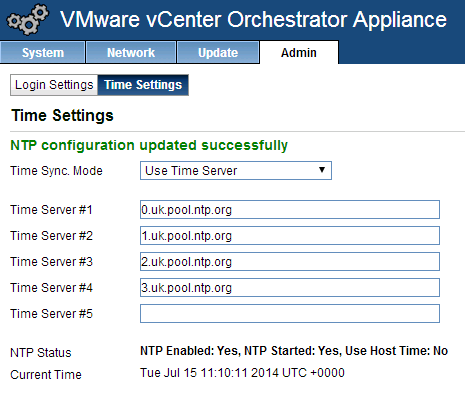 VMware vCenter Orchestrator Appliance
System Network Update Admin
Login Settings Time Settings
Time Settings
NTP configuration updated successfully
Time Sync. Mode Use Time Server
Time Server #1 0.uk.pool.ntp.org
Time Server #2 1.uk.pool.ntp.org
Time Server #3 2.uk.pool.ntp.org
Time Server #4 3.uk.pool.ntp.org
Time Server #5
NTP Status NTP Enabled: Yes, NTP Started: Yes, Use Host Time: No
Current Time Tue Jul 15 11:10:11 2014 UTC +0000